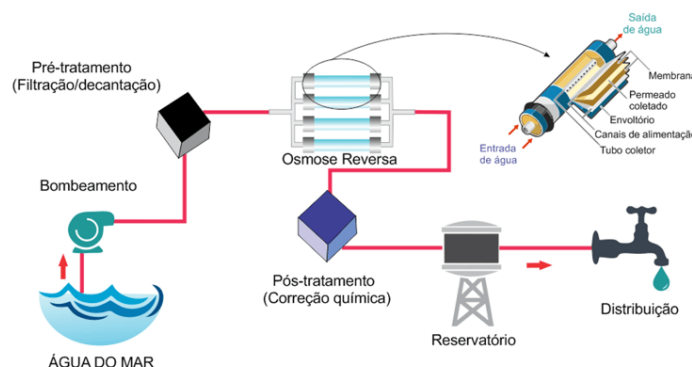 Saída
de água
Pré-tratamento
(Filtração/decantação)
Membrana
Permeado
coletado
Envoltório
Canais de alimentação
Tubo coletor
Entrada
de água
Osmose Reversa
Bombeamento
Pós-tratamento
(Correção química)
Reservatório
Distribuição
ÁGUA DO MAR